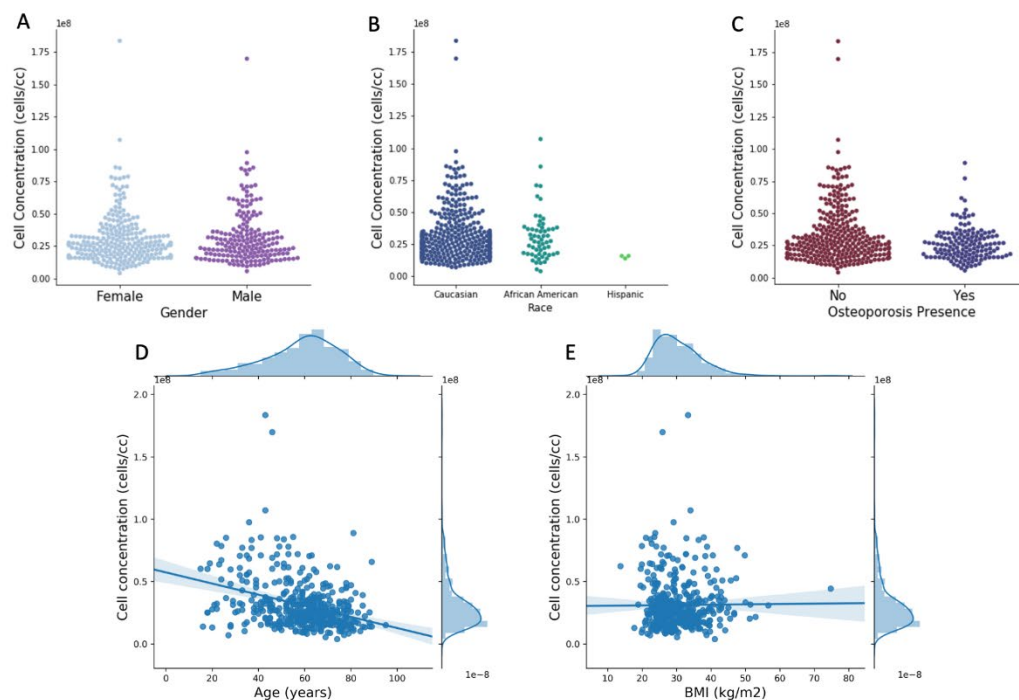 A
1e8
Cell Concentration (cells/cc)
1.75
1.50
1.25
1.00
0.75
0.50
0.25
0.00
Female
Male
Gender
B
1e8
Cell Concentration (cells/cc)
1.75
1.50
1.25
1.00
0.75
0.50
0.25
0.00
Caucasian
African American
Hispanic
Race
C
1e8
Cell Concentration (cells/cc)
1.75
1.50
1.25
1.00
0.75
0.50
0.25
0.00
No
Yes
Osteoporosis Presence
D
1e8
1e8
Cell concentration (cells/cc)
2.0
1.5
1.0
0.5
0.0
0
20
40
60
80
100
Age (years)
1e−8
E
1e8
1e8
Cell concentration (cells/cc)
2.0
1.5
1.0
0.5
0.0
10
20
30
40
50
60
70
80
BMI (kg/m2)
1e−8